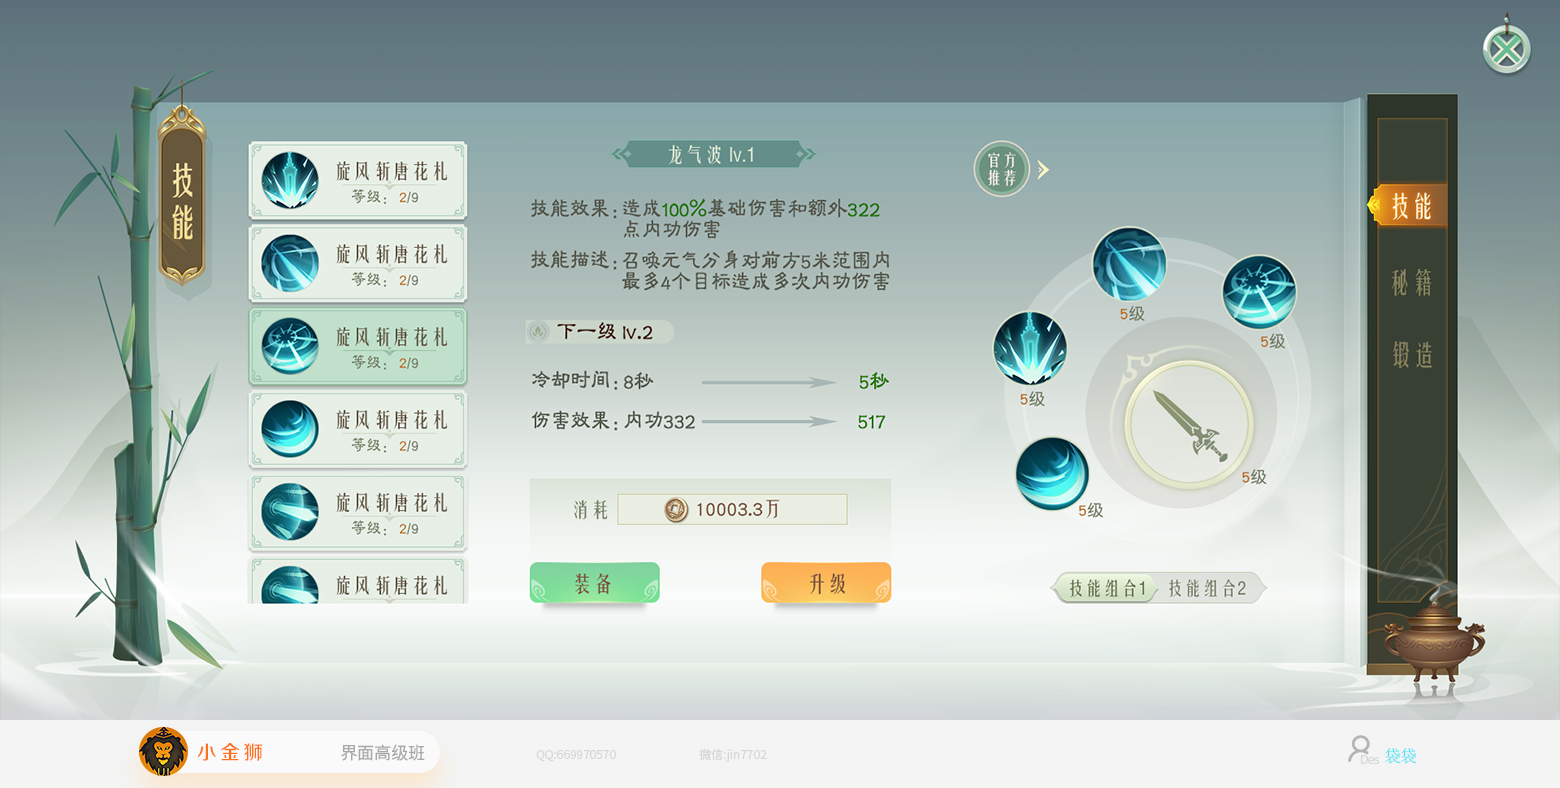 技能
旋风斩唐花札
等级：2/9
旋风斩唐花札
等级：2/9
旋风斩唐花札
等级：2/9
旋风斩唐花札
等级：2/9
旋风斩唐花札
等级：2/9
旋风斩唐花札
龙气波 lv.1
技能效果：造成100%基础伤害和额外322
点内功伤害
技能描述：召唤元气分身对前方5米范围内
最多4个目标造成多次内功伤害
下一级 lv.2
冷却时间：8秒 5秒
伤害效果：内功332 517
消耗 10003.3万
装备
升级
官方
推荐
5级
5级
5级
5级
5级
技能组合1
技能组合2
技能
秘籍
锻造
小金狮
界面高级班
QQ:669970570
微信:jin7702
Des 袋袋